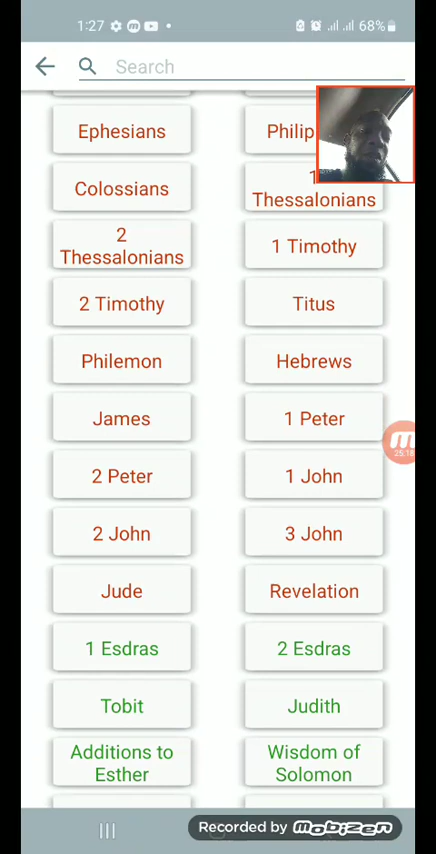 1:27
68%
Search
Ephesians
Philip
Colossians
1
Thessalonians
2
Thessalonians
1 Timothy
2 Timothy
Titus
Philemon
Hebrews
James
1 Peter
2 Peter
1 John
2 John
3 John
Jude
Revelation
1 Esdras
2 Esdras
Tobit
Judith
Additions to
Esther
Wisdom of
Solomon
25:18
Recorded by
MOBIZEN